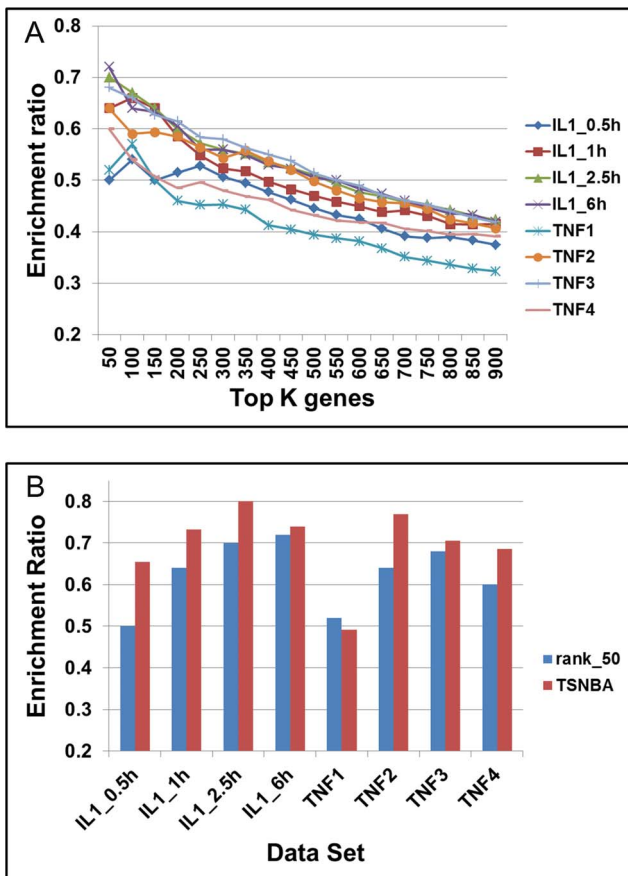 A
0.8
0.7
0.6
0.5
0.4
0.3
0.2
Enrichment ratio
50 100 150 200 250 300 350 400 450 500 550 600 650 700 750 800 850 900
Top K genes
IL1_0.5h
IL1_1h
IL1_2.5h
IL1_6h
TNF1
TNF2
TNF3
TNF4
B
0.8
0.7
0.6
0.5
0.4
0.3
0.2
Enrichment Ratio
IL1_0.5h IL1_1h IL1_2.5h IL1_6h TNF1 TNF2 TNF3 TNF4
Data Set
rank_50
TSNBA